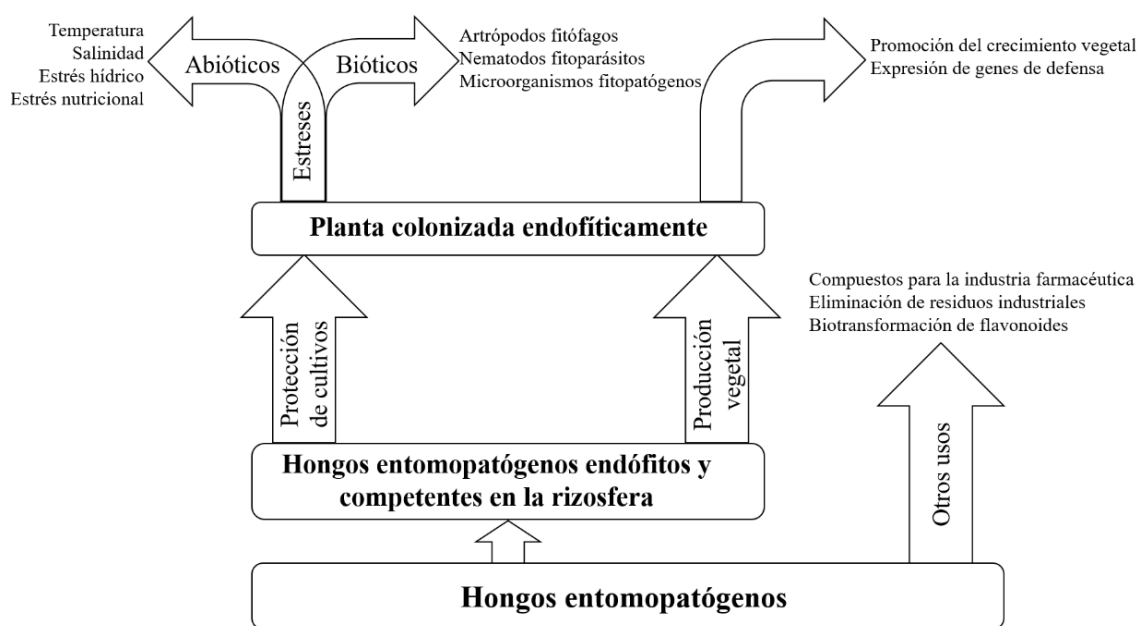 Temperatura
Salinidad
Estrés hídrico
Estrés nutricional
Abióticos
Bióticos
Estreses
Artrópodos fitófagos
Nematodos fitoparásitos
Microorganismos fitopatógenos
Promoción del crecimiento vegetal
Expresión de genes de defensa
Planta colonizada endofíticamente
Protección
de cultivos
Producción
vegetal
Compuestos para la industria farmacéutica
Eliminación de residuos industriales
Biotransformación de flavonoides
Otros usos
Hongos entomopatógenos endófitos y
competentes en la rizosfera
Hongos entomopatógenos